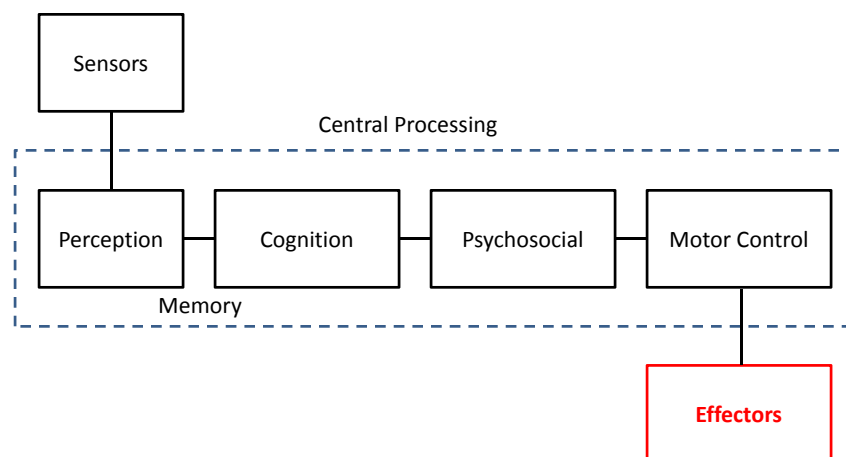 Sensors
Central Processing
Perception
Cognition
Psychosocial
Motor Control
Memory
Effectors